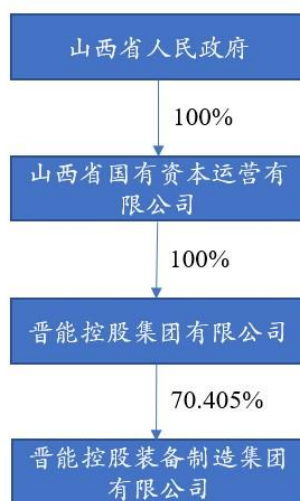 山西省人民政府
100%
山西省国有资本运营有
限公司
100%
晋能控股集团有限公司
70.405%
晋能控股装备制造集团
有限公司